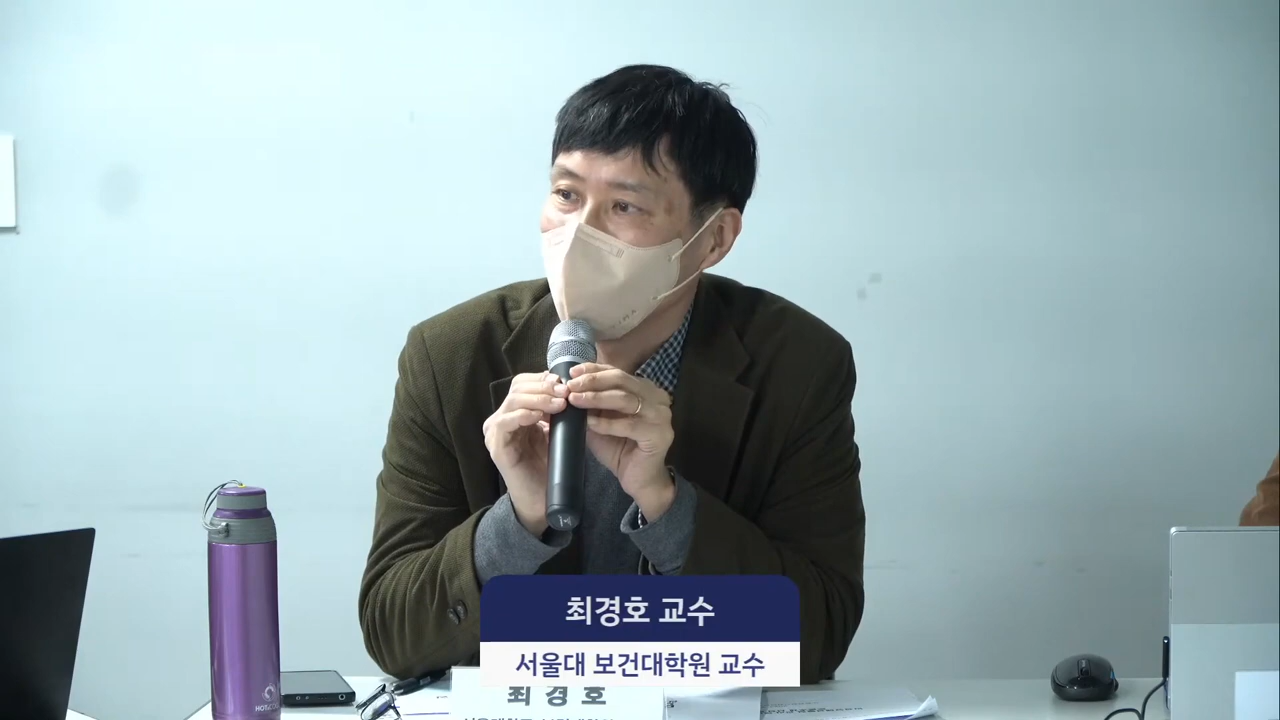 최경호 교수
서울대 보건대학원 교수
최 경 호